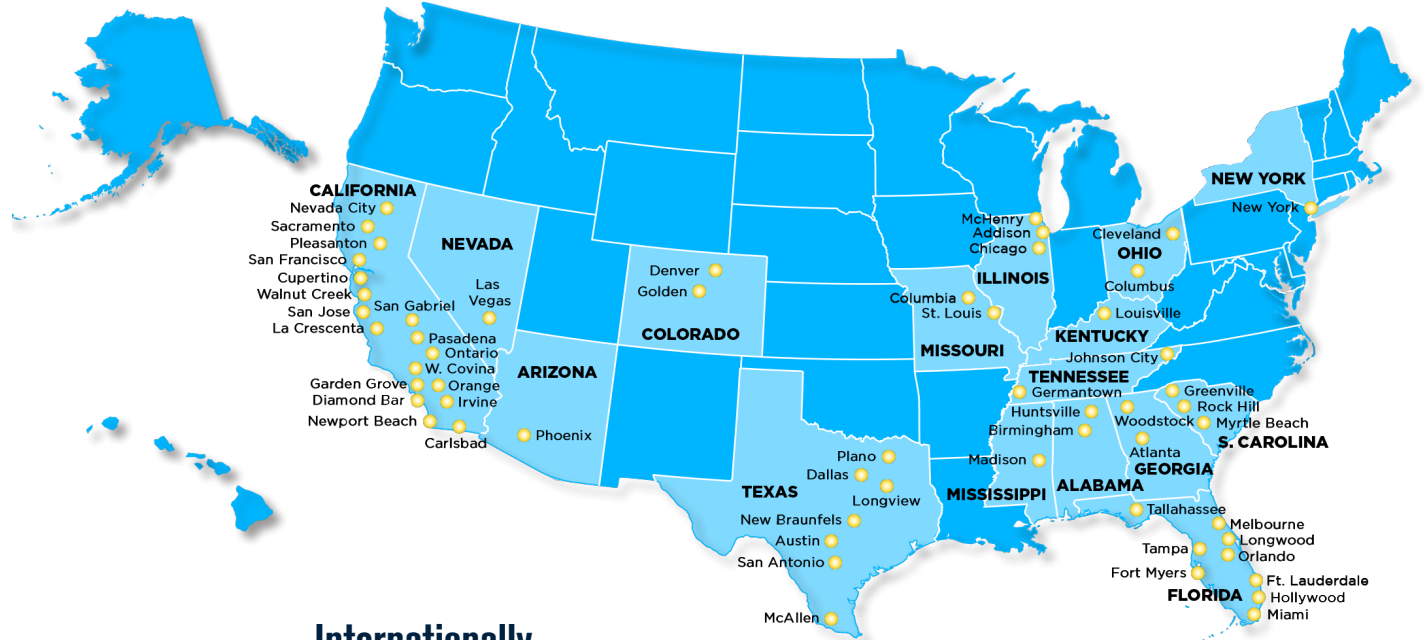 CALIFORNIA
Nevada City
Sacramento
Pleasanton
San Francisco
Cupertino
Walnut Creek
San Jose
La Crescenta
San Gabriel
Pasadena
Ontario
W. Covina
Garden Grove
Orange
Diamond Bar
Irvine
Newport Beach
Carlsbad
NEVADA
Las
Vegas
ARIZONA
Phoenix
Denver
Golden
COLORADO
TEXAS
Plano
Dallas
Longview
New Braunfels
Austin
San Antonio
McAllen
McHenry
Addison
Chicago
ILLINOIS
Columbia
St. Louis
MISSOURI
Cleveland
OHIO
Columbus
Louisville
KENTUCKY
Johnson City
TENNESSEE
Germantown
Huntsville
Birmingham
ALABAMA
Madison
MISSISSIPPI
Woodstock
Atlanta
GEORGIA
Greenville
Rock Hill
Myrtle Beach
S. CAROLINA
NEW YORK
New York
Tallahassee
Melbourne
Longwood
Orlando
Tampa
Fort Myers
FLORIDA
Ft. Lauderdale
Hollywood
Miami
Internationally